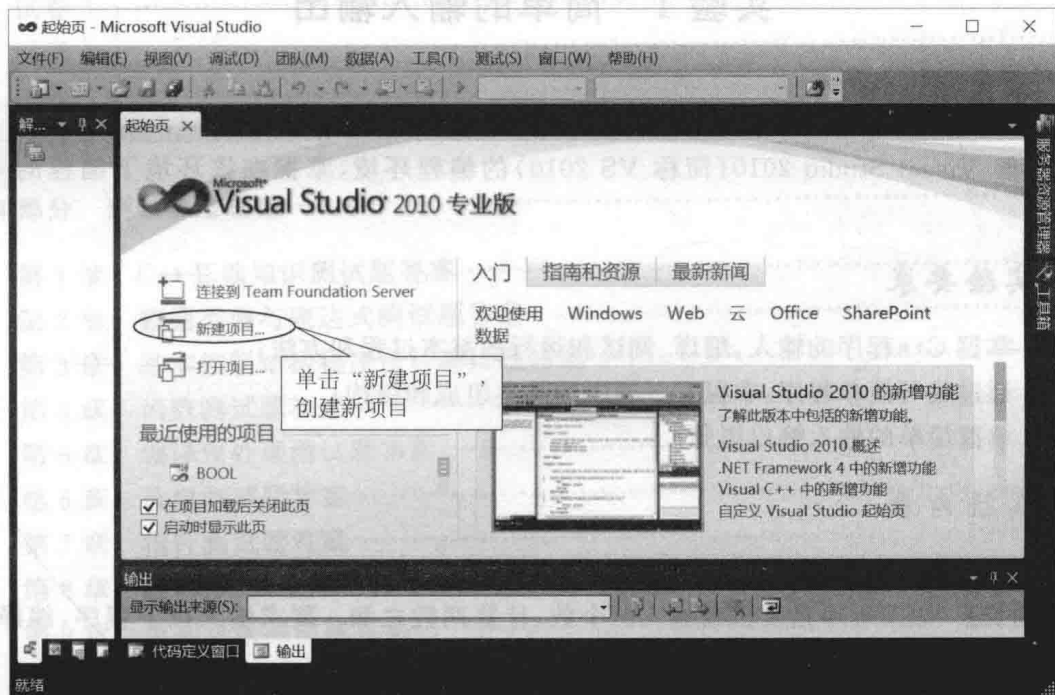 起始页 - Microsoft Visual Studio
文件(F) 编辑(E) 视图(V) 调试(D) 团队(M) 数据(A) 工具(T) 测试(S) 窗口(W) 帮助(H)
解...
起始页
服务器资源管理器
工具箱
Microsoft
Visual Studio 2010 专业版
连接到 Team Foundation Server
新建项目...
打开项目...
单击“新建项目”,
创建新项目
最近使用的项目
BOOL
在项目加载后关闭此页
启动时显示此页
入门 指南和资源 最新新闻
欢迎使用 Windows Web 云 Office SharePoint
数据
Visual Studio 2010 的新增功能
了解此版本中包括的新增功能。
Visual Studio 2010 概述
.NET Framework 4 中的新增功能
Visual C++ 中的新增功能
自定义 Visual Studio 起始页
输出
显示输出来源(S):
代码定义窗口 输出
就绪